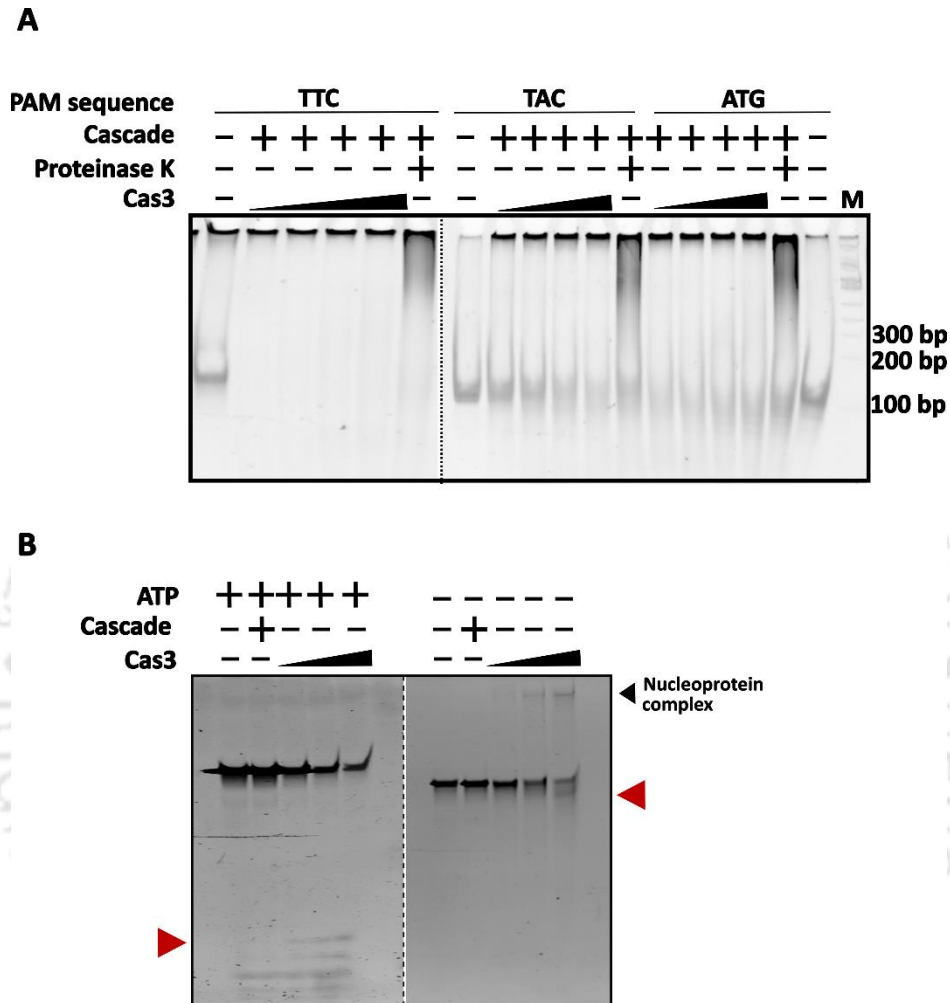 A
PAM sequence TTC TAC ATG
Cascade − + + + + + − + + + + + + + + + + −
Proteinase K − − − − − + − − − − − + − − − − + −
Cas3 − − − − − − M
300 bp
200 bp
100 bp
B
ATP + + + + + − − − − −
Cascade − + − − − − + − − −
Cas3 − − − −
Nucleoprotein
complex